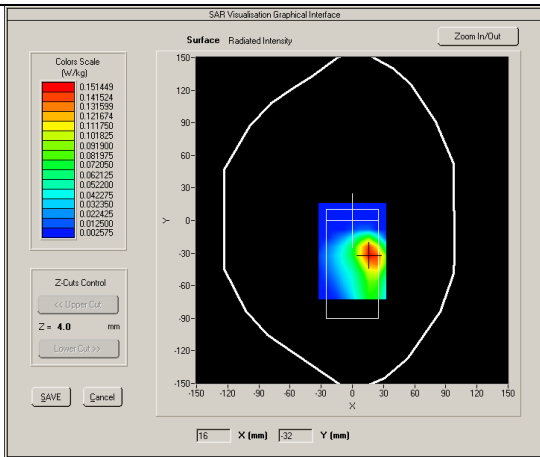 SAR Visualisation Graphical Interface
Surface Radiated Intensity
Zoom In/Out
Colors Scale
(W/kg)
0.151449
0.141524
0.131599
0.121674
0.111750
0.101825
0.091900
0.081975
0.072050
0.062125
0.052200
0.042275
0.032350
0.022425
0.012500
0.002575
Z-Cuts Control
<< Upper Cut
Z = 4.0 mm
Lower Cut >>
SAVE Cancel
150-
120-
90-
60-
30-
0-
-30-
-60-
-90-
-120-
-150-
Y
-150 -120 -90 -60 -30 0 30 60 90 120 150
X
16 X (mm) -32 Y (mm)